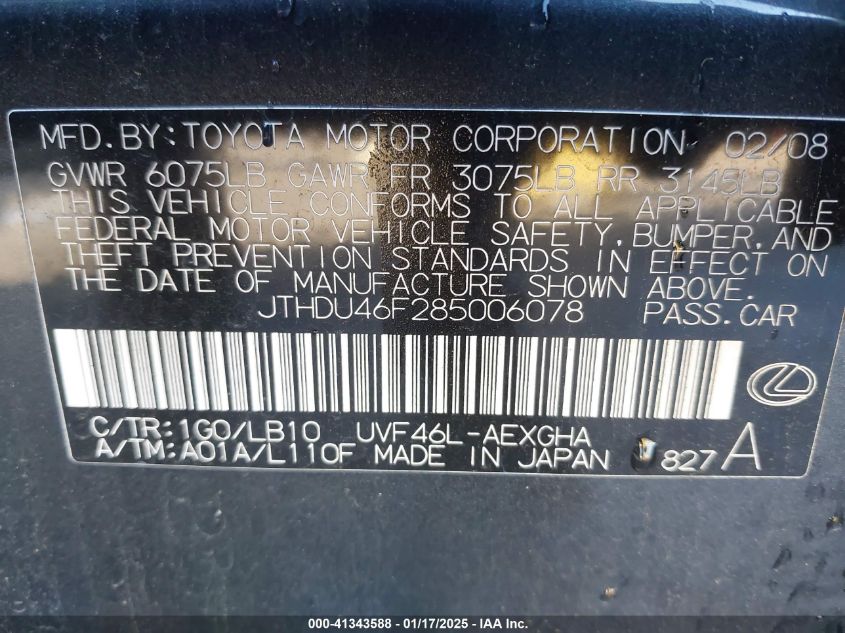 MFD.BY:TOYOTA MOTOR CORPORATION 02/08
GVWR 6075LB GAWR FR 3075LB RR 3145LB
THIS VEHICLE CONFORMS TO ALL APPLICABLE
FEDERAL MOTOR VEHICLE SAFETY,BUMPER,AND
THEFT PREVENTION STANDARDS IN EFFECT ON
THE DATE OF MANUFACTURE SHOWN ABOVE.
JTHDU46F285006078 PASS.CAR
C/TR:1G0/LB10 UVF46L-AEXGHA
A/TM:A01A/L110F MADE IN JAPAN 827A
000-41343588 - 01/17/2025 - IAA Inc.